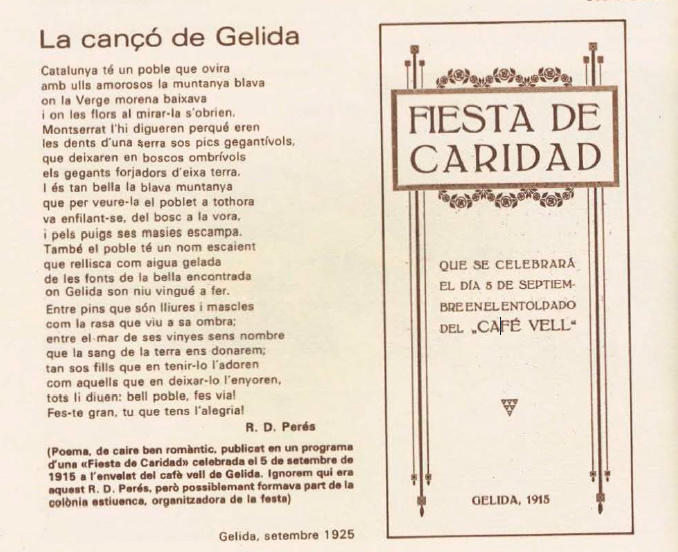 La cançó de Gelida
Catalunya té un poble que ovira
amb ulls amorosos la muntanya blava
on la Verge morena baixava
i on les flors al mirar-la s'obrien.
Montserrat l'hi digueren perqué eren
les dents d'una serra sos pics gegantívols,
que deixaren en boscos ombrívols
els gegants forjadors d'eixa terra.
I és tan bella la blava muntanya
que per veure-la el poblet a tothora
va enfilant-se, del bosc a la vora,
i pels puigs ses masies escampa.
També el poble té un nom escaient
que rellisca com aigua gelada
de les fonts de la bella encontrada
on Gelida son niu vingué a fer.
Entre pins que són lliures i mascles
com la rasa que viu a sa ombra;
entre el mar de ses vinyes sens nombre
que la sang de la terra ens donarem;
tan sos fills que en tenir-lo l'adoren
com aquells que en deixar-lo l'enyoren,
tots li diuen: bell poble, fes via!
Fes-te gran, tu que tens l'alegria!
R. D. Perés
(Poema, de caire ben romàntic, publicat en un programa
d'una «Fiesta de Caridad» celebrada el 5 de setembre de
1915 a l'envelat del cafè vell de Gelida. Ignorem qui era
aquest R. D. Perés, però possiblement formava part de la
colònia estiuenca, organitzadora de la festa)
Gelida, setembre 1925
FIESTA DE
CARIDAD
QUE SE CELEBRARÁ
EL DÍA 5 DE SEPTIEM-
BRE EN EL ENTOLDADO
DEL „CAFÉ VELL"
GELIDA, 1915